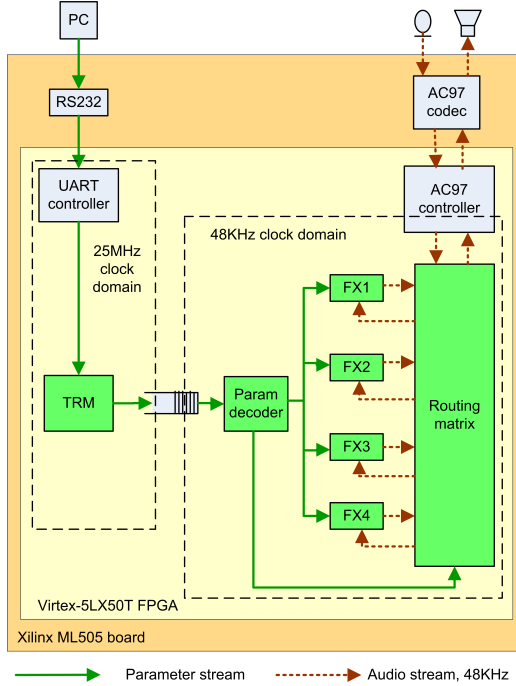 PC
RS232
AC97
codec
UART
controller
AC97
controller
25MHz
clock
domain
48KHz clock domain
FX1
FX2
TRM
Param
decoder
Routing
matrix
FX3
FX4
Virtex-5LX50T FPGA
Xilinx ML505 board
Parameter stream
Audio stream, 48KHz